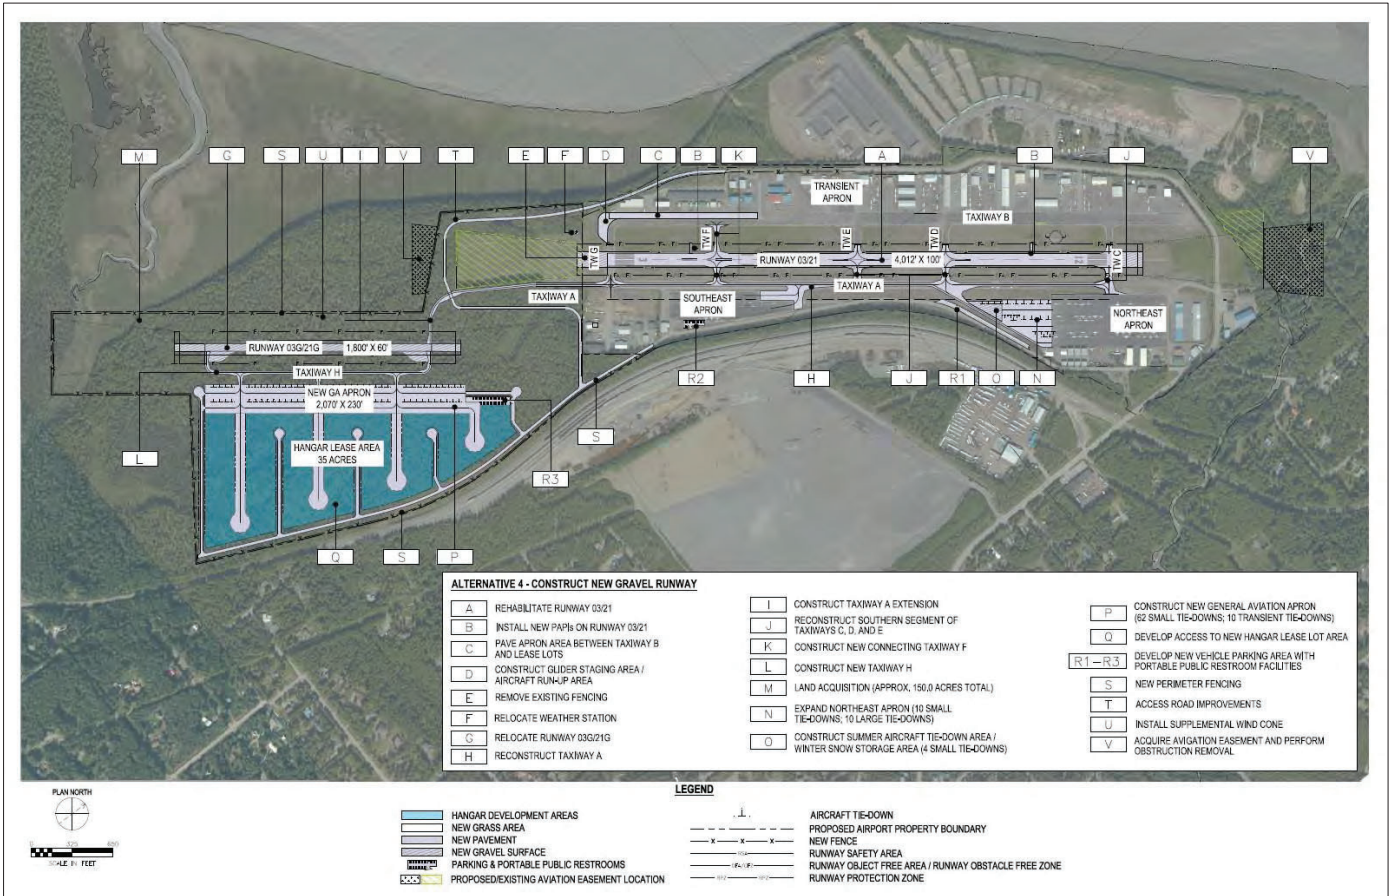 M
G
S
U
I
V
T
E
F
D
C
B
K
A
B
J
V
TRANSIENT
APRON
TAXIWAY B
TW G
TW F
TW E
TW D
TW C
RUNWAY 03/21
4,012' X 100'
TAXIWAY A
TAXIWAY A
SOUTHEAST
APRON
NORTHEAST
APRON
RUNWAY 03G/21G
1,800' X 60'
TAXIWAY H
NEW GA APRON
2,070' X 230'
HANGAR LEASE AREA
35 ACRES
R2
H
J
R1
O
N
S
L
R3
Q
S
P
ALTERNATIVE 4 - CONSTRUCT NEW GRAVEL RUNWAY
A REHABILITATE RUNWAY 03/21
B INSTALL NEW PAPIs ON RUNWAY 03/21
C PAVE APRON AREA BETWEEN TAXIWAY B
AND LEASE LOTS
D CONSTRUCT GLIDER STAGING AREA /
AIRCRAFT RUN-UP AREA
E REMOVE EXISTING FENCING
F RELOCATE WEATHER STATION
G RELOCATE RUNWAY 03G/21G
H RECONSTRUCT TAXIWAY A
I CONSTRUCT TAXIWAY A EXTENSION
J RECONSTRUCT SOUTHERN SEGMENT OF
TAXIWAYS C, D, AND E
K CONSTRUCT NEW CONNECTING TAXIWAY F
L CONSTRUCT NEW TAXIWAY H
M LAND ACQUISITION (APPROX, 150.0 ACRES TOTAL)
N EXPAND NORTHEAST APRON (10 SMALL
TIE-DOWNS; 10 LARGE TIE-DOWNS)
O CONSTRUCT SUMMER AIRCRAFT TIE-DOWN AREA /
WINTER SNOW STORAGE AREA (4 SMALL TIE-DOWNS)
P CONSTRUCT NEW GENERAL AVIATION APRON
(62 SMALL TIE-DOWNS; 10 TRANSIENT TIE-DOWNS)
Q DEVELOP ACCESS TO NEW HANGAR LEASE LOT AREA
R1-R3 DEVELOP NEW VEHICLE PARKING AREA WITH
PORTABLE PUBLIC RESTROOM FACILITIES
S NEW PERIMETER FENCING
T ACCESS ROAD IMPROVEMENTS
U INSTALL SUPPLEMENTAL WIND CONE
V ACQUIRE AVIGATION EASEMENT AND PERFORM
OBSTRUCTION REMOVAL
PLAN NORTH
SCALE IN FEET
LEGEND
HANGAR DEVELOPMENT AREAS
NEW GRASS AREA
NEW PAVEMENT
NEW GRAVEL SURFACE
PARKING & PORTABLE PUBLIC RESTROOMS
PROPOSED/EXISTING AVIATION EASEMENT LOCATION
AIRCRAFT TIE-DOWN
PROPOSED AIRPORT PROPERTY BOUNDARY
NEW FENCE
RUNWAY SAFETY AREA
RUNWAY OBJECT FREE AREA / RUNWAY OBSTACLE FREE ZONE
RUNWAY PROTECTION ZONE